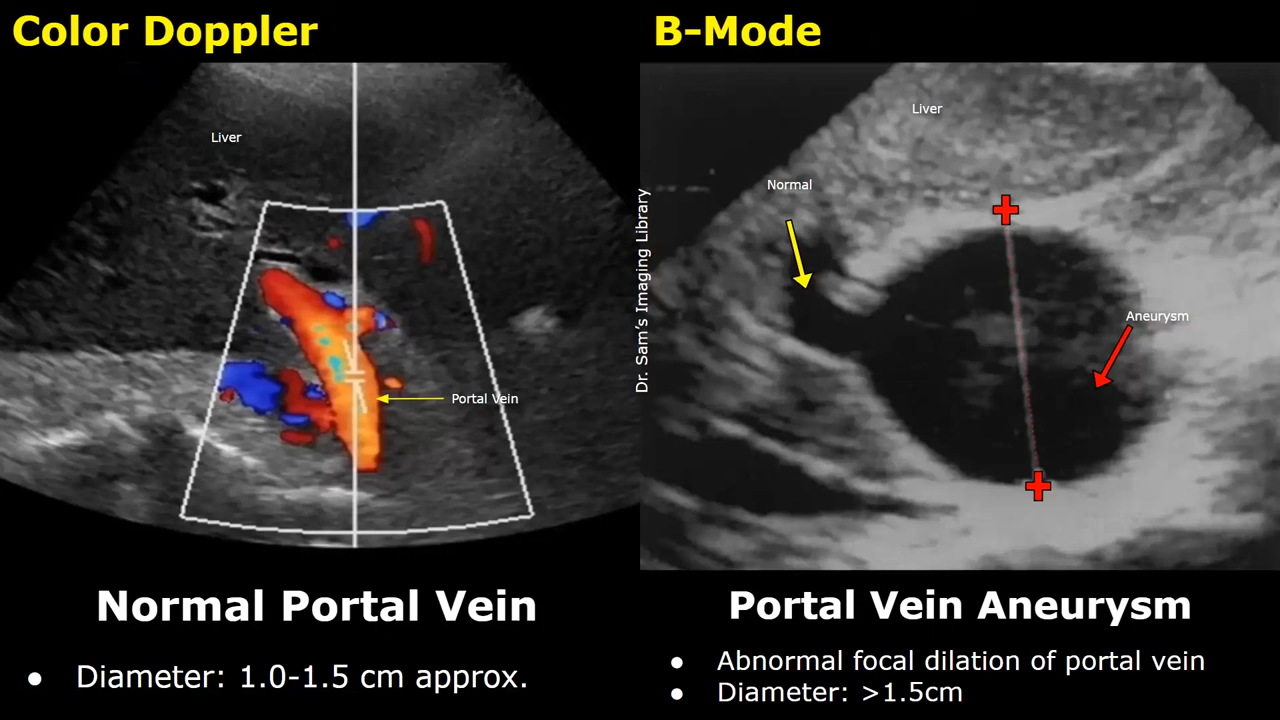 Color Doppler
Liver
Portal Vein
Normal Portal Vein
● Diameter: 1.0-1.5 cm approx.
Dr. Sam's Imaging Library
B-Mode
Liver
Normal
Aneurysm
Portal Vein Aneurysm
● Abnormal focal dilation of portal vein
● Diameter: >1.5cm